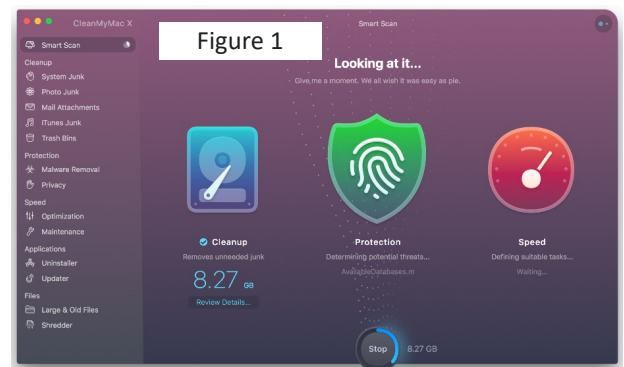 CleanMyMac X
Figure 1
Smart Scan
Smart Scan
Cleanup
System Junk
Photo Junk
Mail Attachments
iTunes Junk
Trash Bins
Protection
Malware Removal
Privacy
Speed
Optimization
Maintenance
Applications
Uninstaller
Updater
Files
Large & Old Files
Shredder
Looking at it...
Give me a moment. We all wish it was easy as pie.
Cleanup
Removes unneeded junk
8.27 GB
Review Details...
Protection
Determining potential threats...
AvailableDatabases.m
Speed
Defining suitable tasks...
Waiting...
Stop
8.27 GB